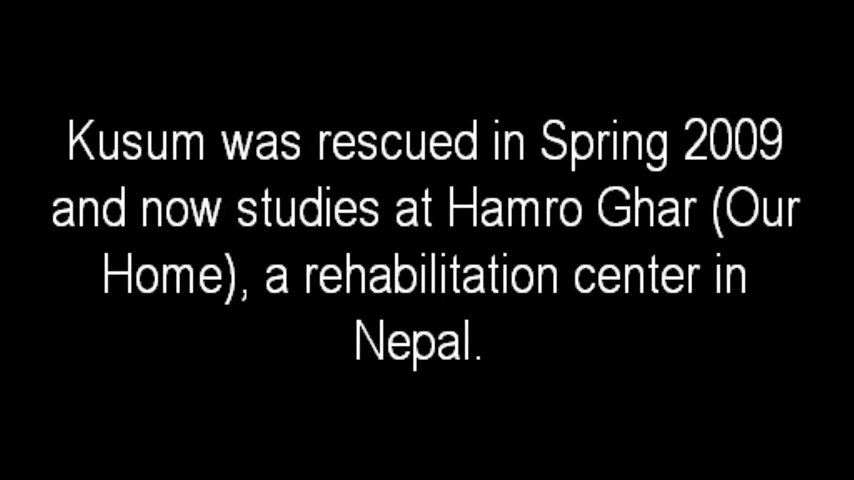 Kusum was rescued in Spring 2009
and now studies at Hamro Ghar (Our
Home), a rehabilitation center in
Nepal.